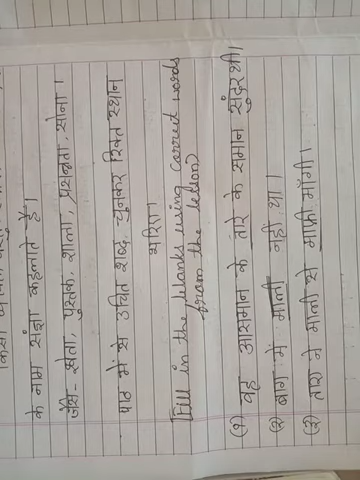 के नाम संज्ञा कहलाते हैं।
जैसे- श्वेता, पुस्तक, शाला, प्रसन्नता, सोना।
पाठ में से उचित शब्द चुनकर रिक्त स्थान
भरिए।
[Fill in the blanks using correct words
from the lesson)
(१) वह आसमान के तारे के समान सुंदर थी।
(२) बाग में माली नहीं था।
(३) तारा ने माली से माफी माँगी।